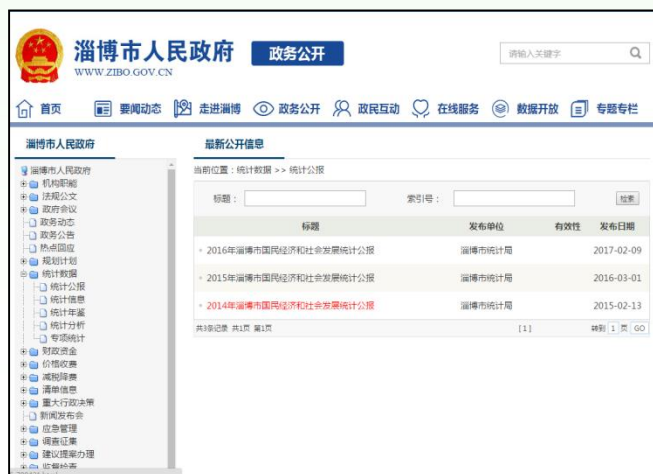 淄博市人民政府 政务公开
WWW.ZIBO.GOV.CN
请输入关键字
首页 要闻动态 走进淄博 政务公开 政民互动 在线服务 数据开放 专题专栏
淄博市人民政府
淄博市人民政府
机构职能
法规公文
政府会议
政务动态
政务公告
热点回应
规划计划
统计数据
统计公报
统计信息
统计年鉴
统计分析
专项统计
财政资金
价格收费
减税降费
清单信息
重大行政决策
新闻发布会
应急管理
调查征集
建议提案办理
监督检查
最新公开信息
当前位置：统计数据 >> 统计公报
标题： 索引号： 检索
标题 发布单位 有效性 发布日期
2016年淄博市国民经济和社会发展统计公报 淄博市统计局 2017-02-09
2015年淄博市国民经济和社会发展统计公报 淄博市统计局 2016-03-01
2014年淄博市国民经济和社会发展统计公报 淄博市统计局 2015-02-13
共3条记录 共1页 第1页 [1] 转到 1 页 GO